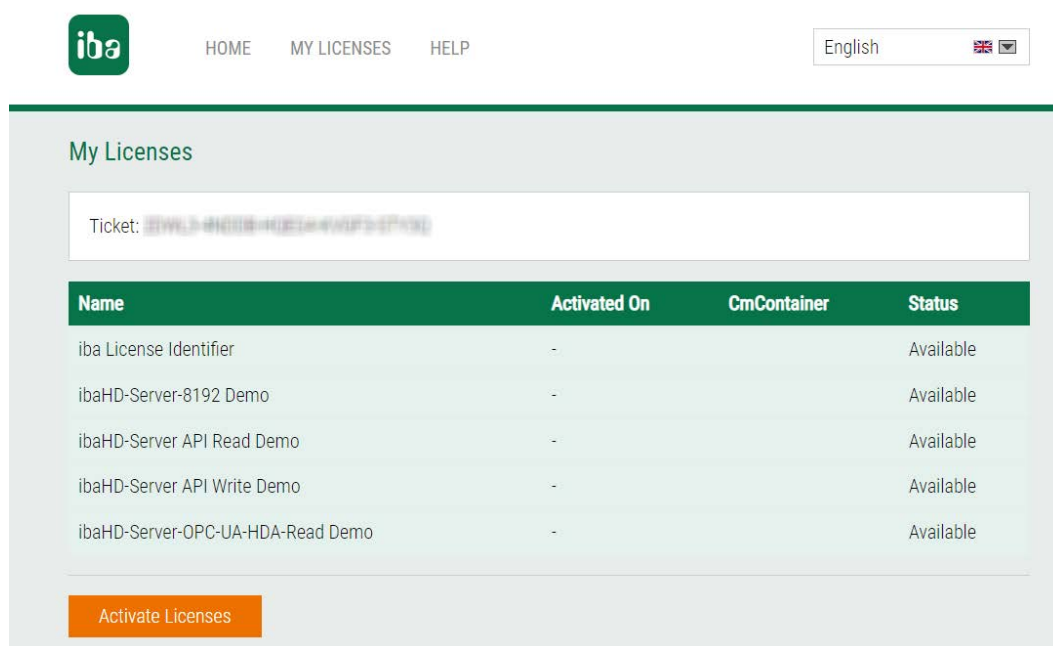 iba HOME MY LICENSES HELP English
My Licenses
Ticket:
Name Activated On CmContainer Status
iba License Identifier - Available
ibaHD-Server-8192 Demo - Available
ibaHD-Server API Read Demo - Available
ibaHD-Server API Write Demo - Available
ibaHD-Server-OPC-UA-HDA-Read Demo - Available
Activate Licenses